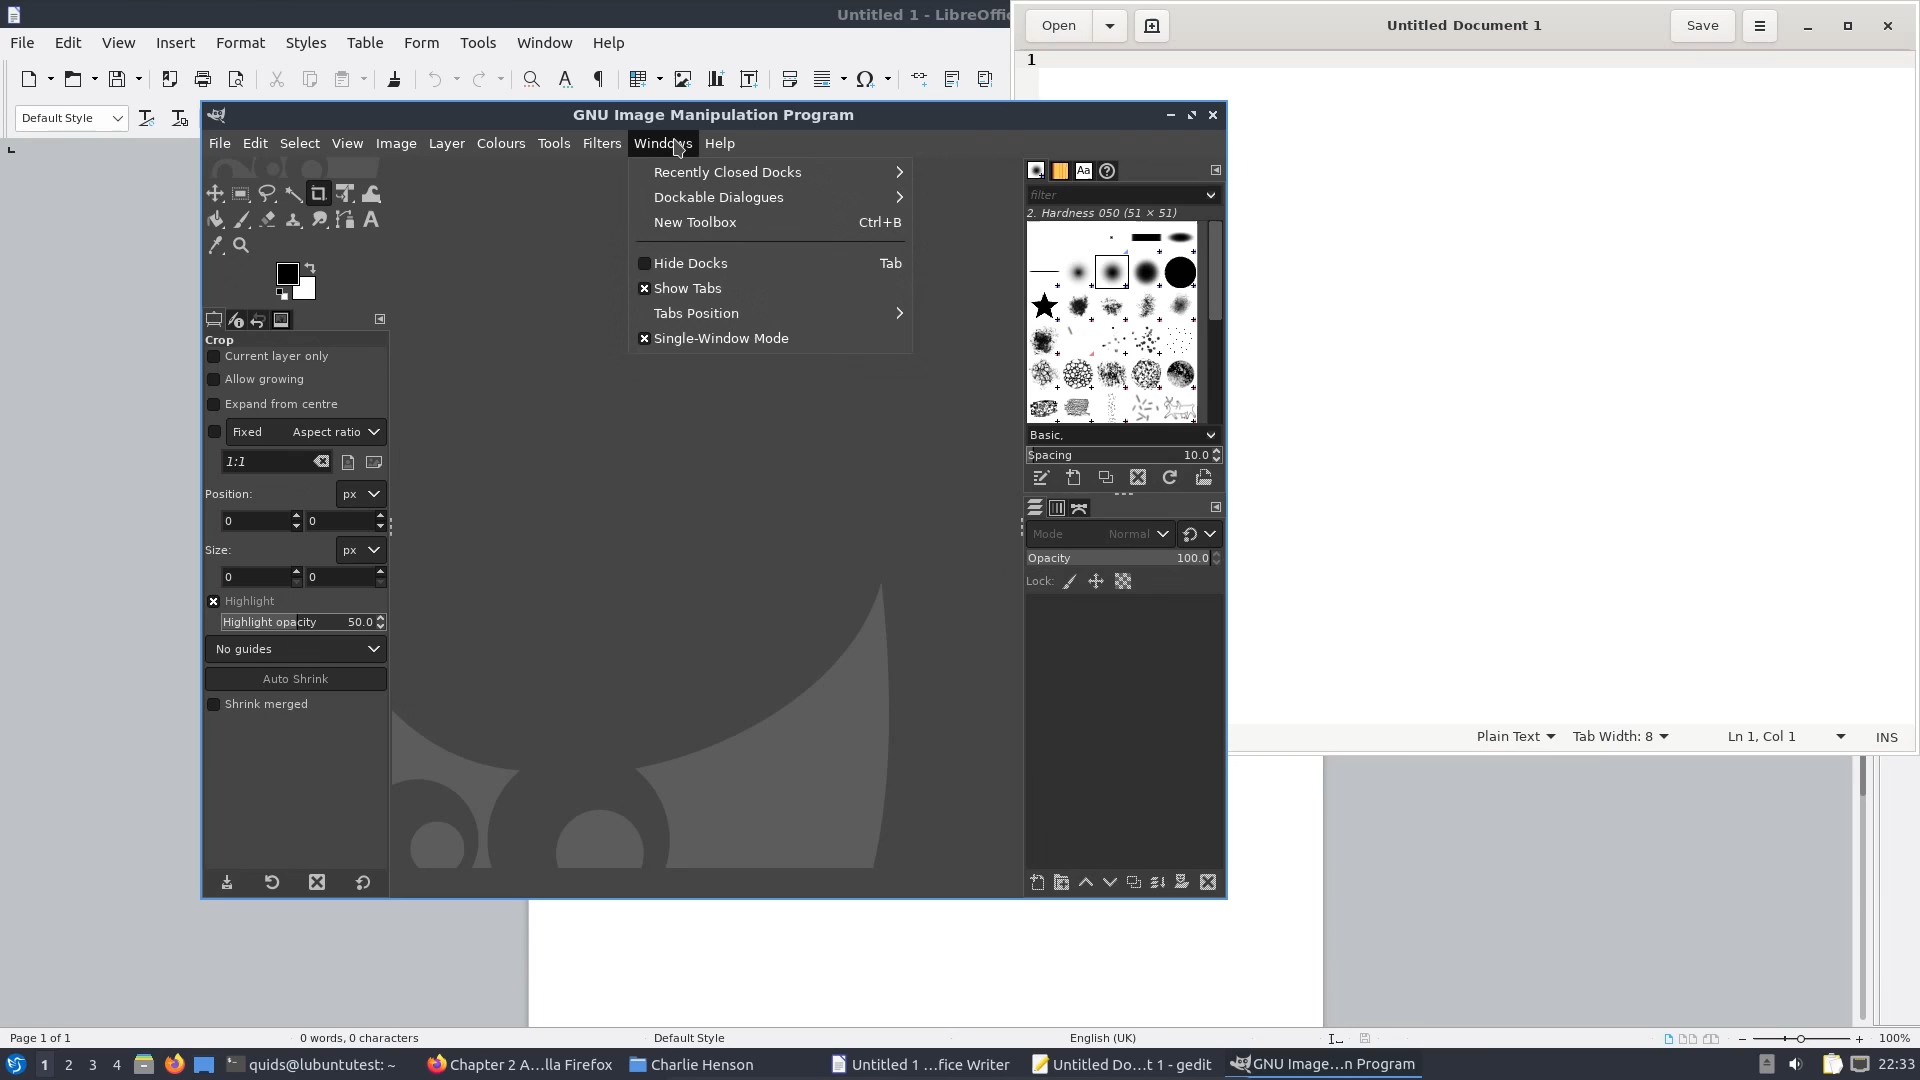 Untitled 1 - LibreOffic
File Edit View Insert Format Styles Table Form Tools Window Help
Default Style
Open
Untitled Document 1
Save
1
GNU Image Manipulation Program
File Edit Select View Image Layer Colours Tools Filters Windows Help
Recently Closed Docks
Dockable Dialogues
New Toolbox Ctrl+B
Hide Docks Tab
Show Tabs
Tabs Position
Single-Window Mode
Crop
Current layer only
Allow growing
Expand from centre
Fixed Aspect ratio
1:1
Position: px
0 0
Size: px
0 0
Highlight
Highlight opacity 50.0
No guides
Auto Shrink
Shrink merged
Aa
filter
2. Hardness 050 (51 × 51)
Basic,
Spacing 10.0
Mode Normal
Opacity 100.0
Lock:
Plain Text Tab Width: 8 Ln 1, Col 1 INS
Page 1 of 1 0 words, 0 characters Default Style English (UK) 100%
1 2 3 4 quids@lubuntutest: ~ Chapter 2 A...lla Firefox Charlie Henson Untitled 1 ...fice Writer Untitled Do...t 1 - gedit GNU Image...n Program 22:33